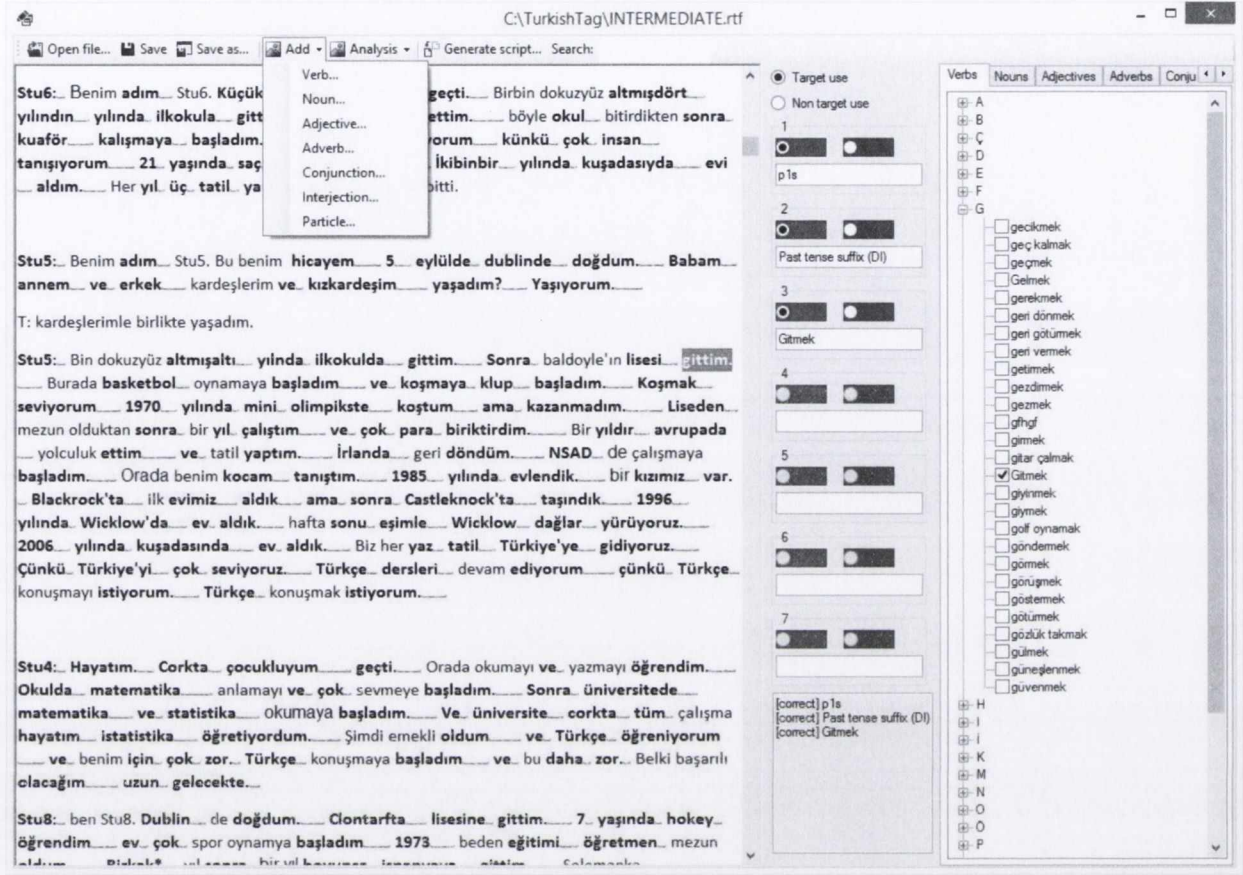 C:\TurkishTag\INTERMEDIATE.rtf
Open file... Save Save as... Add Analysis Generate script... Search:
Verb...
Noun...
Adjective...
Adverb...
Conjunction...
Interjection...
Particle...
Stu6: Benim adım Stu6. Küçük geçti. Birbin dokuzyüz altmışdört
yılındın yılında ilkokula gitt ettim. böyle okul bitirdikten sonra
kuaför kalışmaya başladım. orum künkü çok insan
tanışıyorum 21 yaşında saç İkibinbir yılında kuşadasıyda evi
aldım. Her yıl üç tatil ya bitti.
Stu5: Benim adım Stu5. Bu benim hicayem 5 eylülde dublinde doğdum. Babam
annem ve erkek kardeşlerim ve kızkardeşim yaşadım? Yaşıyorum.
T: kardeşlerimle birlikte yaşadım.
Stu5: Bin dokuzyüz altmışaltı yılnda ilkokulda gittim. Sonra baldoyle'ın lisesi gittim.
Burada basketbol oynamaya başladım ve koşmaya klup başladım. Koşmak
seviyorum 1970 yılında mini olimpikste koştum ama kazanmadım. Liseden
mezun olduktan sonra bir yıl çalıştım ve çok para biriktirdim. Bir yıldır avrupada
yolculuk ettim ve tatil yaptım. İrlanda geri döndüm. NSAD de çalışmaya
başladım. Orada benim kocam tanıştım. 1985 yılında evlendik. bir kızımız var.
Blackrock'ta ilk evimiz aldık ama sonra Castleknock'ta taşındık. 1996
yılında Wicklow'da ev aldık. hafta sonu eşimle Wicklow dağlar yürüyoruz.
2006 yılında kuşadasında ev aldık. Biz her yaz tatil Türkiye'ye gidiyoruz.
Çünkü Türkiye'yi çok seviyoruz. Türkçe dersleri devam ediyorum çünkü Türkçe
konuşmayı istiyorum. Türkçe konuşmak istiyorum.
Stu4: Hayatım. Corkta çocukluyum geçti. Orada okumayı ve yazmayı öğrendim.
Okulda matematika anlamayı ve çok sevmeye başladım. Sonra üniversitede
matematika ve statistika okumaya başladım. Ve üniversite corkta tüm çalışma
hayatım istatistika öğretiyordum. Şimdi emekli oldum ve Türkçe öğreniyorum
ve benim için çok zor. Türkçe konuşmaya başladım ve bu daha zor. Belki başarılı
olacağım uzun gelecekte.
Stu8: ben Stu8. Dublin de doğdum. Clontarfta lisesine gittim. 7 yaşında hokey
öğrendim ev çok spor oynamya başladım 1973 beden eğitimi öğretmen mezun
Target use
Non target use
1
p1s
2
Past tense suffix (DI)
3
Gitmek
4
5
6
7
[correct] p1s
[correct] Past tense suffix (DI)
[correct] Gitmek
Verbs Nouns Adjectives Adverbs Conju
A
B
Ç
D
E
F
G
gecikmek
geç kalmak
geçmek
Gelmek
gerekmek
geri dönmek
geri götürmek
geri vermek
getirmek
gezdirmek
gezmek
gfhgf
girmek
gitar çalmak
Gitmek
giyinmek
giymek
golf oynamak
göndermek
görmek
görüşmek
göstermek
götürmek
gözlük takmak
gülmek
güneşlenmek
güvenmek
H
I
İ
K
M
N
O
Ö
P